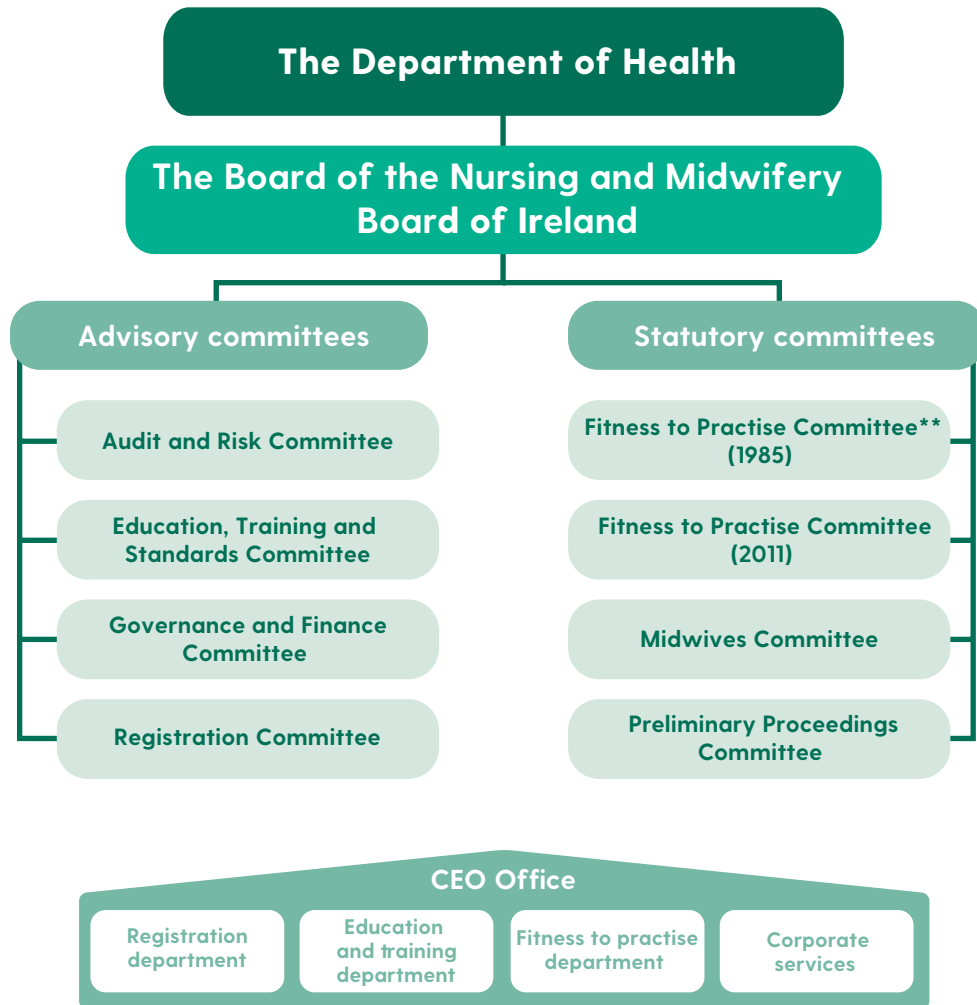 The Department of Health
The Board of the Nursing and Midwifery
Board of Ireland
Advisory committees
Audit and Risk Committee
Education, Training and
Standards Committee
Governance and Finance
Committee
Registration Committee
Statutory committees
Fitness to Practise Committee**
(1985)
Fitness to Practise Committee
(2011)
Midwives Committee
Preliminary Proceedings
Committee
CEO Office
Registration
department
Education
and training
department
Fitness to practise
department
Corporate
services